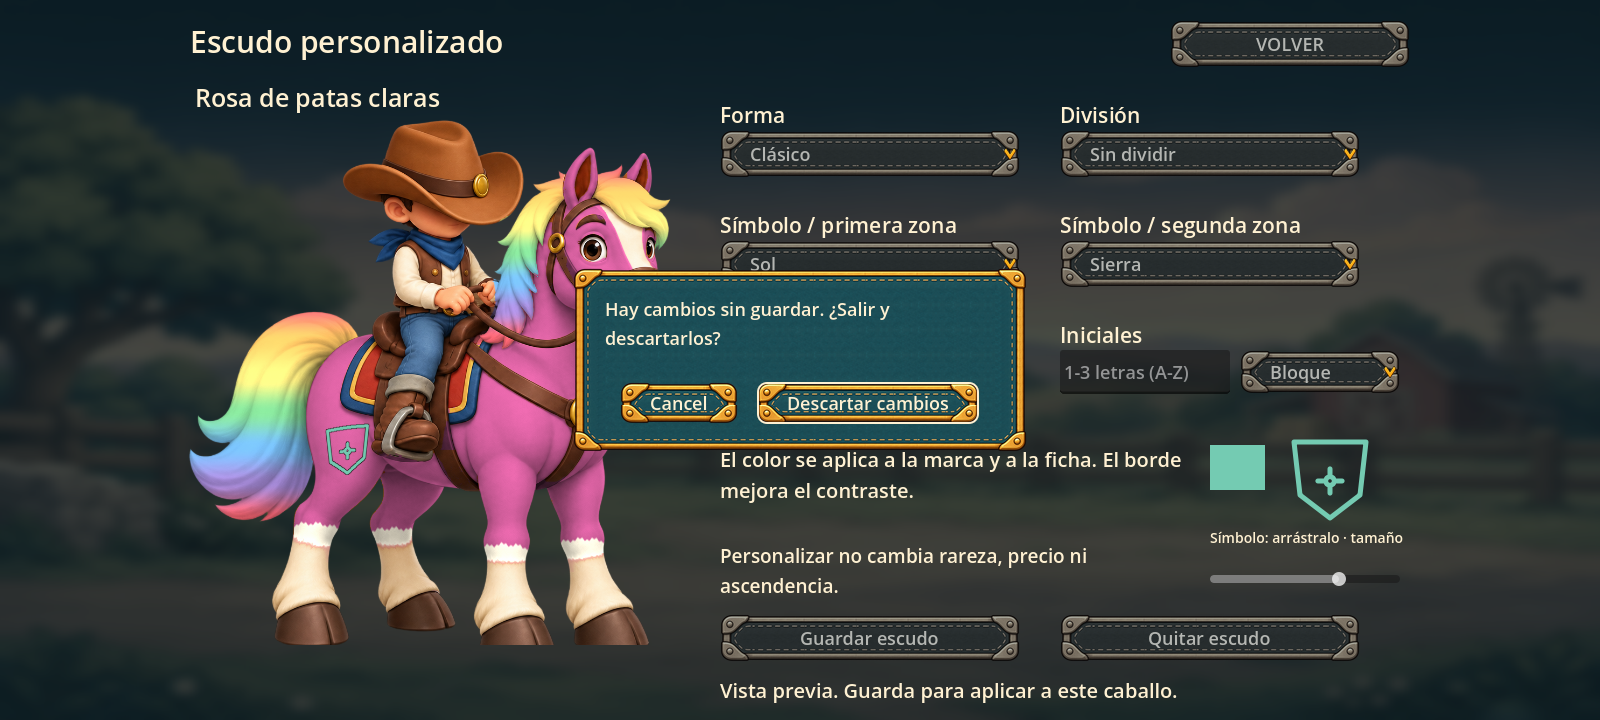 Escudo personalizado
VOLVER
Rosa de patas claras
Forma
División
Clásico
Sin dividir
Símbolo / primera zona
Símbolo / segunda zona
Sol
Sierra
Hay cambios sin guardar. ¿Salir y
descartarlos?
Cancel
Descartar cambios
Iniciales
1-3 letras (A-Z)
Bloque
El color se aplica a la marca y a la ficha. El borde
mejora el contraste.
Símbolo: arrástralo · tamaño
Personalizar no cambia rareza, precio ni
ascendencia.
Guardar escudo
Quitar escudo
Vista previa. Guarda para aplicar a este caballo.